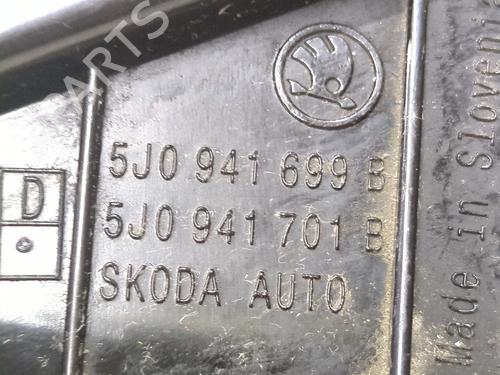 5J0 941 699 B
5J0 941 701 B
SKODA AUTO
D
Made in Slovenia